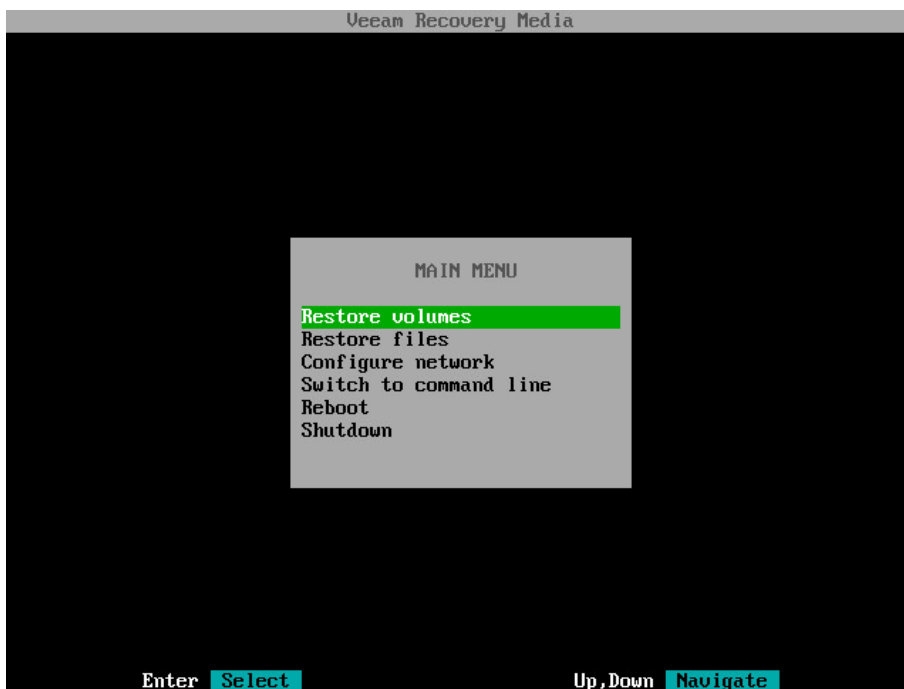 Veeam Recovery Media
MAIN MENU
Restore volumes
Restore files
Configure network
Switch to command line
Reboot
Shutdown
Enter Select Up,Down Navigate